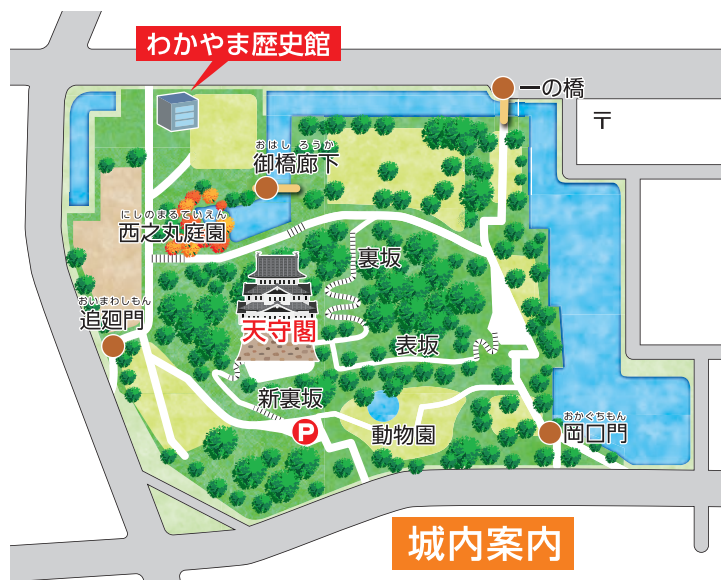 わかやま歴史館
一の橋
〒
おはし ろうか
御橋廊下
にしのまるていえん
西之丸庭園
裏坂
おいまわしもん
追廻門
天守閣
表坂
新裏坂
P
動物園
おかぐちもん
岡口門
城内案内